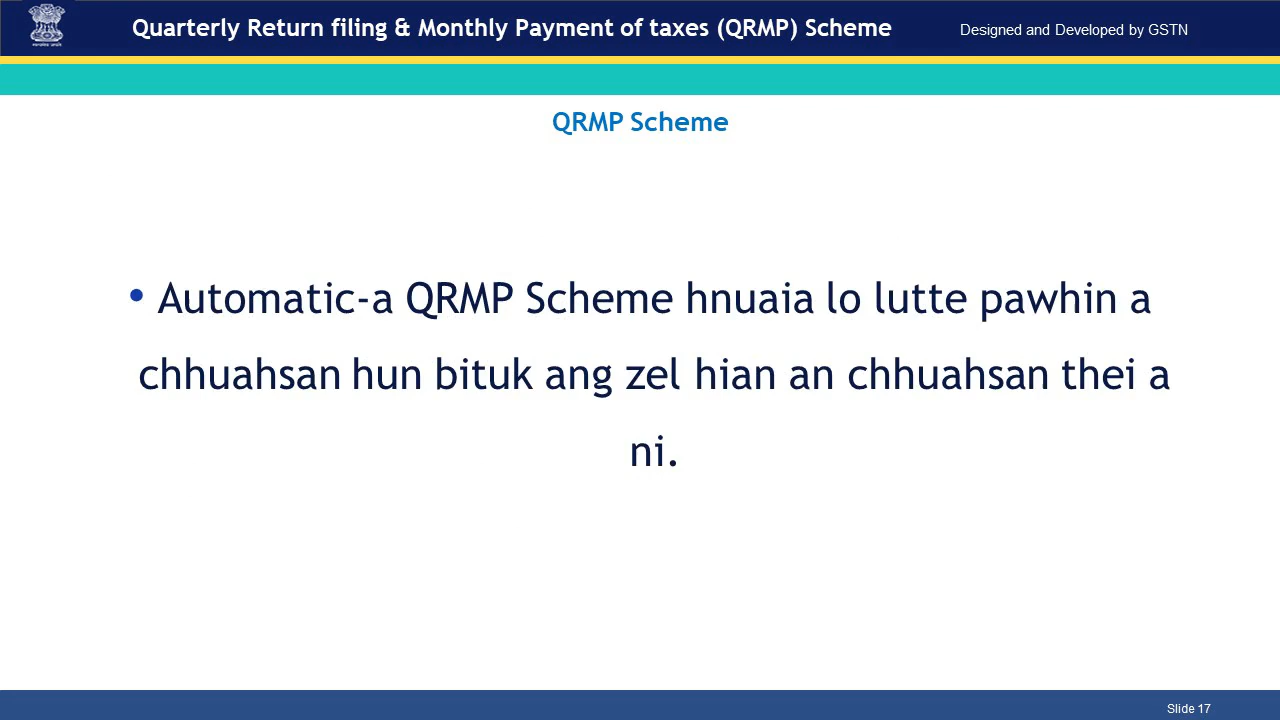 Quarterly Return filing & Monthly Payment of taxes (QRMP) Scheme
Designed and Developed by GSTN
QRMP Scheme
• Automatic-a QRMP Scheme hnuaia lo lutte pawhin a
chhuahsan hun bituk ang zel hian an chhuahsan thei a
ni.
Slide 17